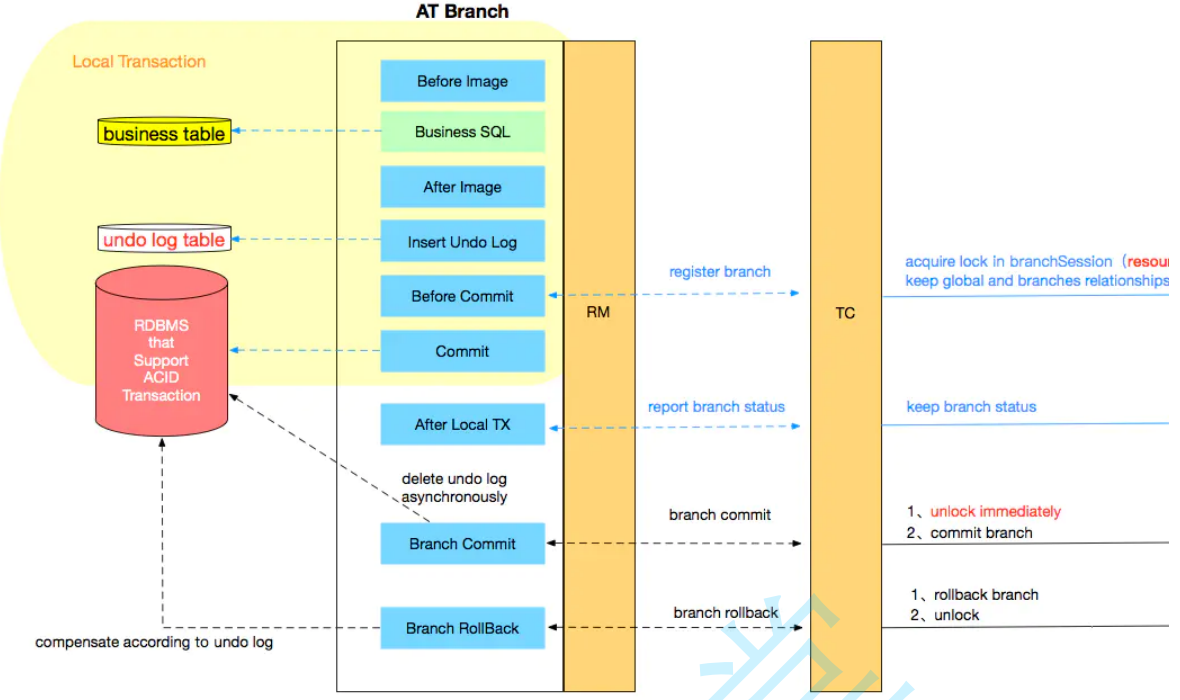 AT Branch
Local Transaction
Before Image
business table
Business SQL
After Image
undo log table
Insert Undo Log
register branch
acquire lock in branchSession（
keep global and branches relationships
Before Commit
RM
TC
RDBMS
that
Support
ACID
Transaction
Commit
After Local TX
report branch status
keep branch status
delete undo log
asynchronously
Branch Commit
branch commit
1、unlock immediately
2、commit branch
Branch RollBack
branch rollback
1、rollback branch
2、unlock
compensate according to undo log